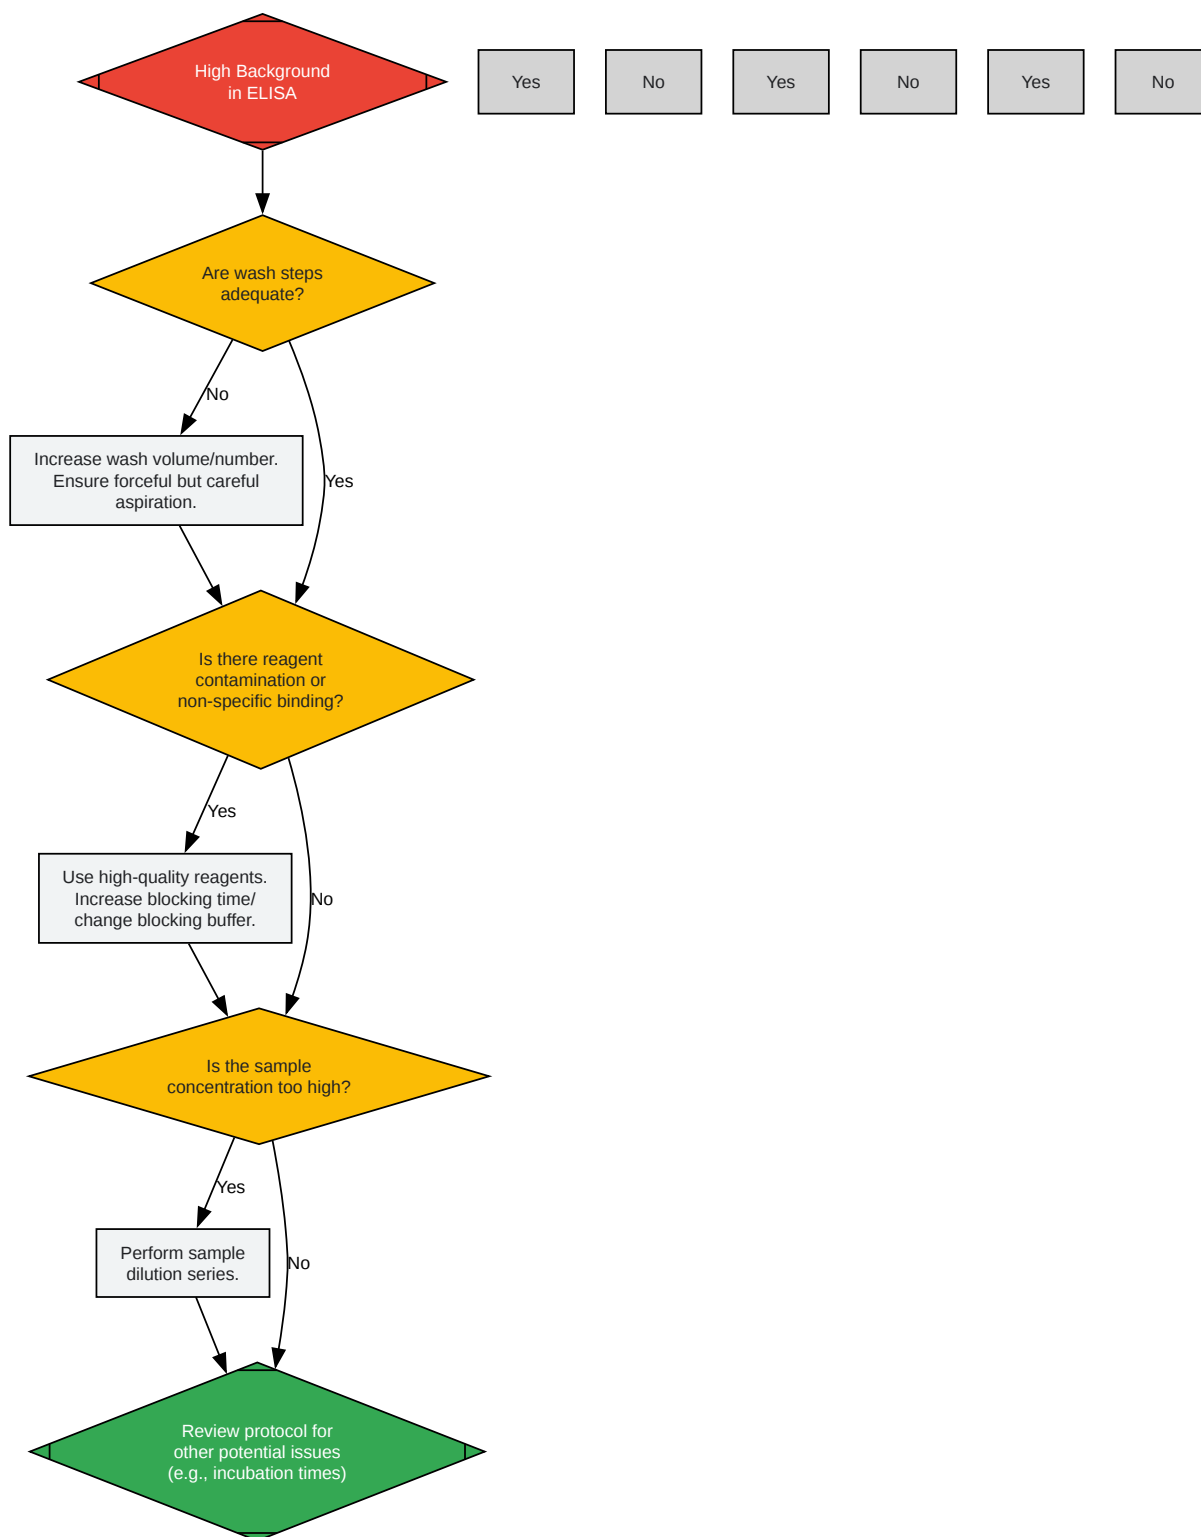 High Background
in ELISA
Yes
No
Yes
No
Yes
No
Are wash steps
adequate?
No
Increase wash volume/number.
Ensure forceful but careful
aspiration.
Yes
Is there reagent
contamination or
non-specific binding?
Yes
Use high-quality reagents.
Increase blocking time/
change blocking buffer.
No
Is the sample
concentration too high?
Yes
Perform sample
dilution series.
No
Review protocol for
other potential issues
(e.g., incubation times)